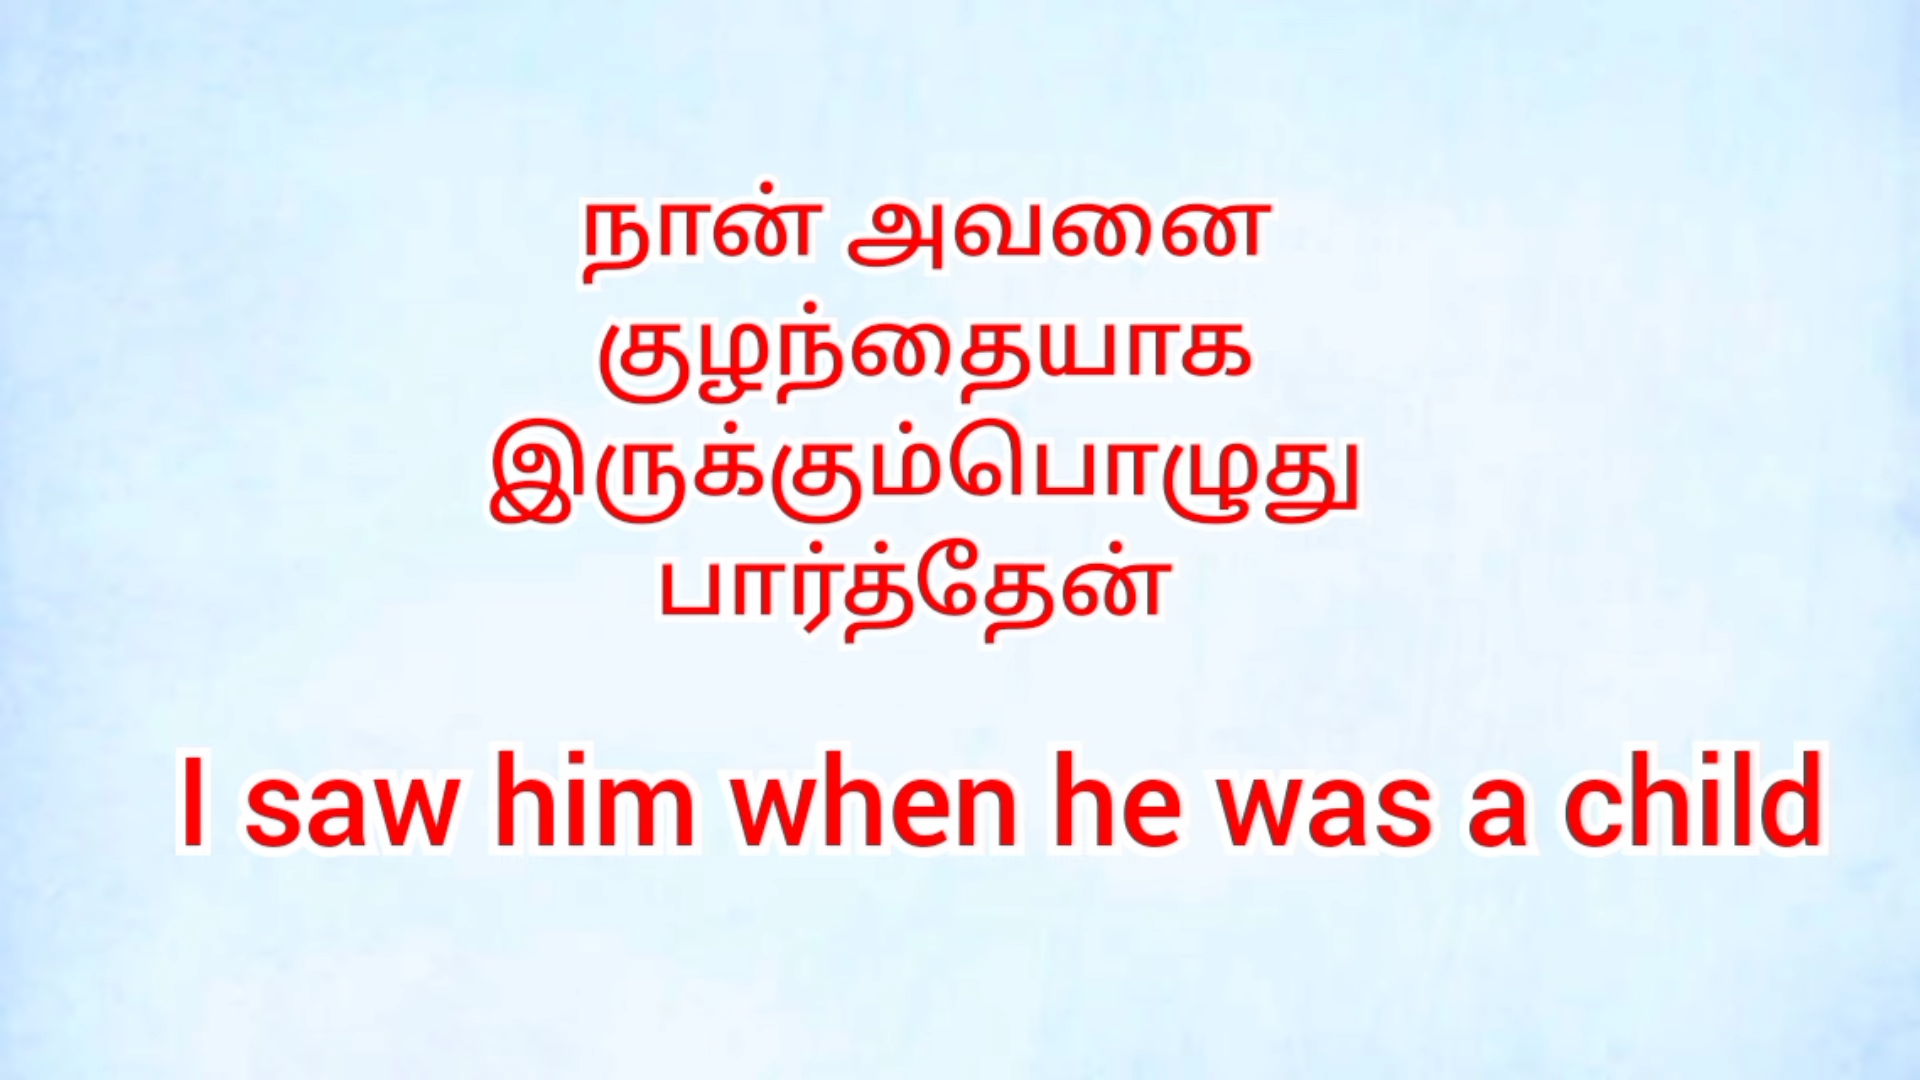 நான் அவனை
குழந்தையாக
இருக்கும்பொழுது
பார்த்தேன்
I saw him when he was a child